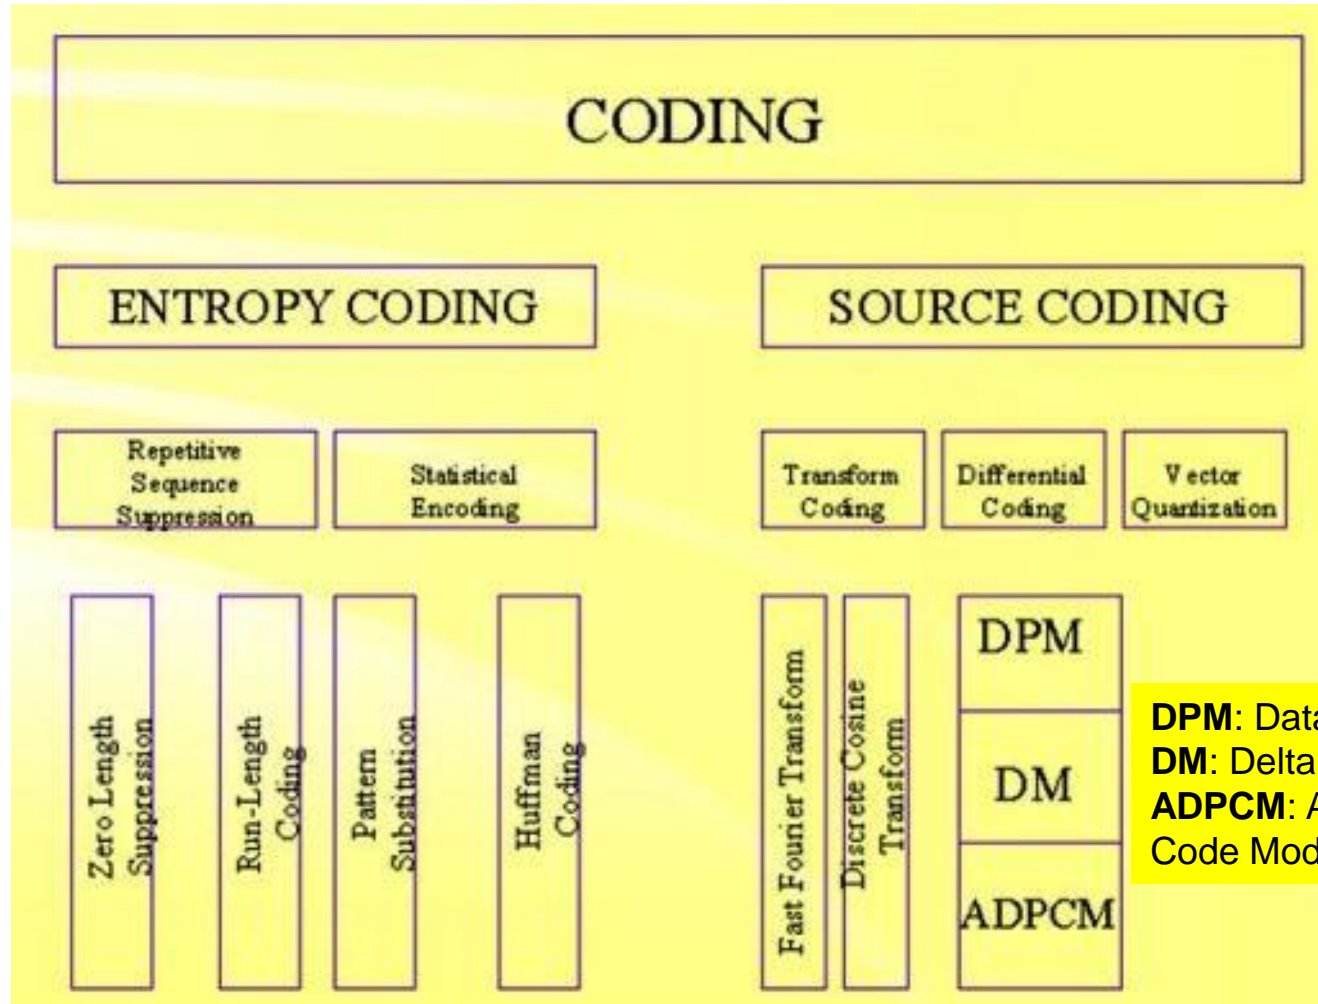 CODING
ENTROPY CODING
SOURCE CODING
Repetitive
Sequence
Suppression
Statistical
Encoding
Transform
Coding
Differential
Coding
Vector
Quantization
Zero Length
Suppression
Run-Length
Coding
Pattern
Substitution
Huffman
Coding
Fast Fourier Transform
Discrete Cosine
Transform
DPM
DM
ADPCM
DPM: Data
DM: Delta
ADPCM: A
Code Mod